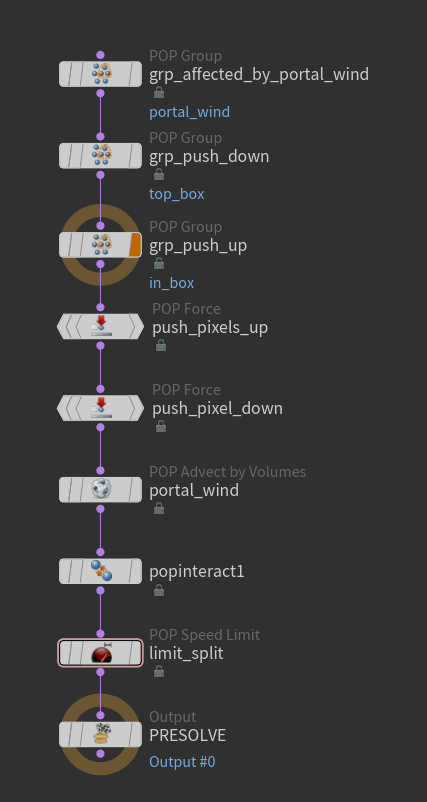 POP Group
grp_affected_by_portal_wind
portal_wind
POP Group
grp_push_down
top_box
POP Group
grp_push_up
in_box
POP Force
push_pixels_up
POP Force
push_pixel_down
POP Advect by Volumes
portal_wind
popinteract1
POP Speed Limit
limit_split
Output
PRESOLVE
Output #0